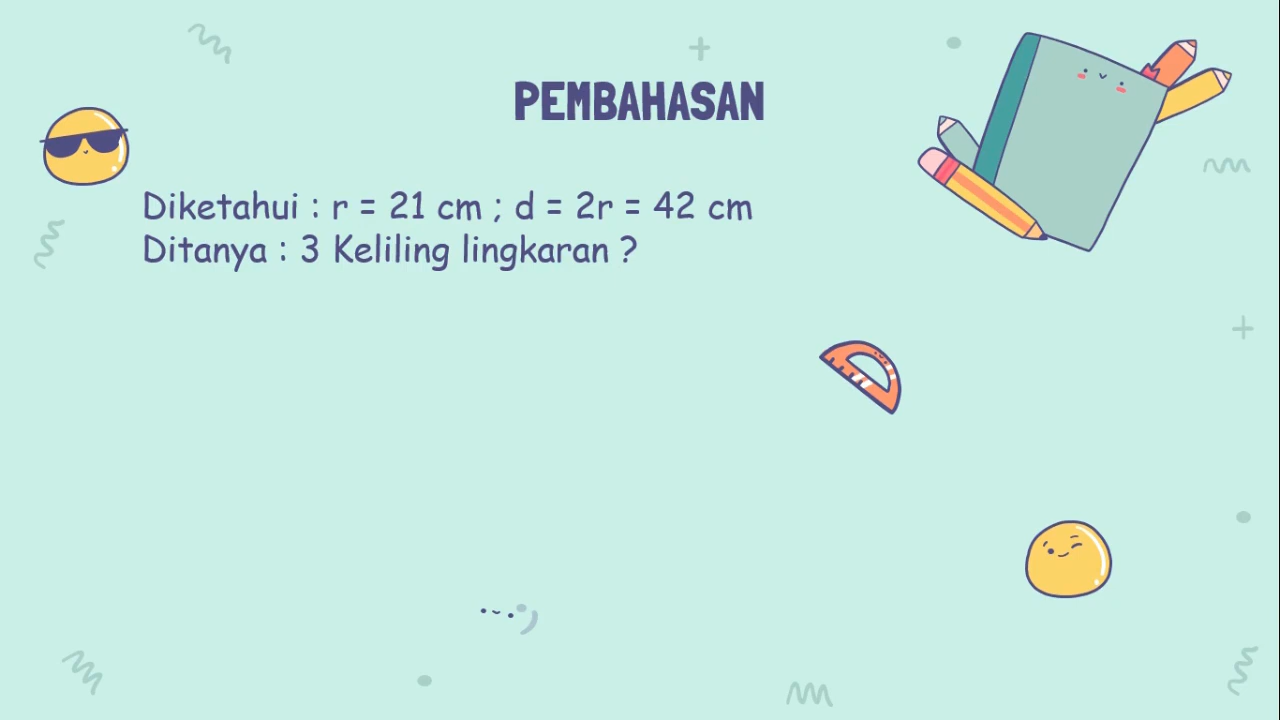 PEMBAHASAN
Diketahui : r = 21 cm ; d = 2r = 42 cm
Ditanya : 3 Keliling lingkaran ?